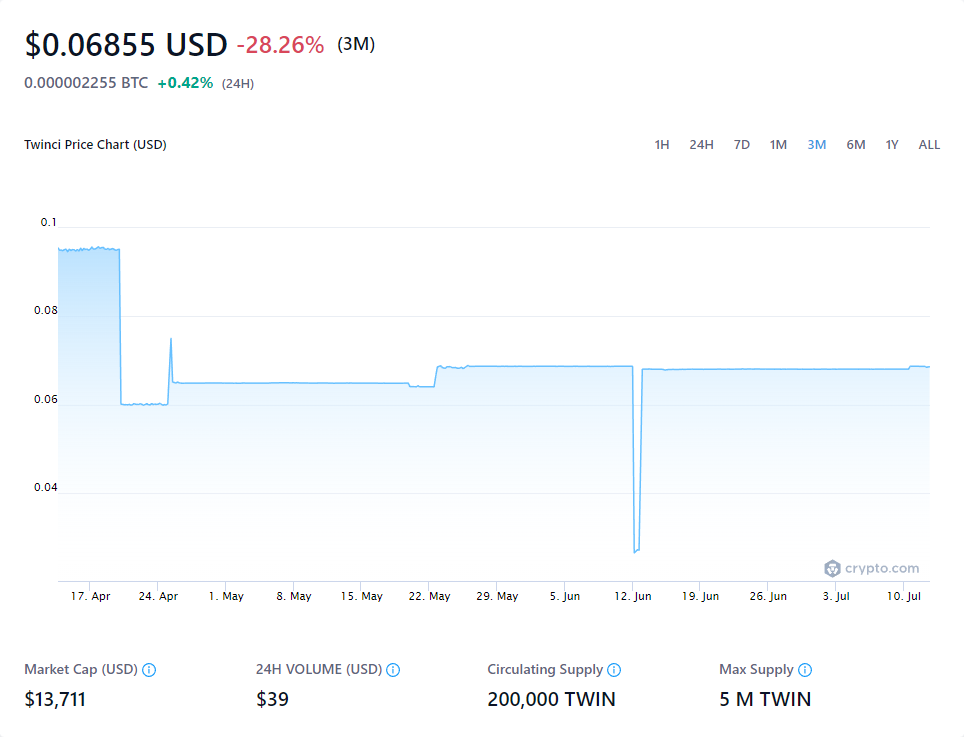 $0.06855 USD -28.26% (3M)
0.000002255 BTC +0.42% (24H)
Twinci Price Chart (USD) 1H 24H 7D 1M 3M 6M 1Y ALL
0.1
0.08
0.06
0.04
crypto.com
17. Apr 24. Apr 1. May 8. May 15. May 22. May 29. May 5. Jun 12. Jun 19. Jun 26. Jun 3. Jul 10. Jul
Market Cap (USD) 24H VOLUME (USD) Circulating Supply Max Supply
$13,711 $39 200,000 TWIN 5 M TWIN